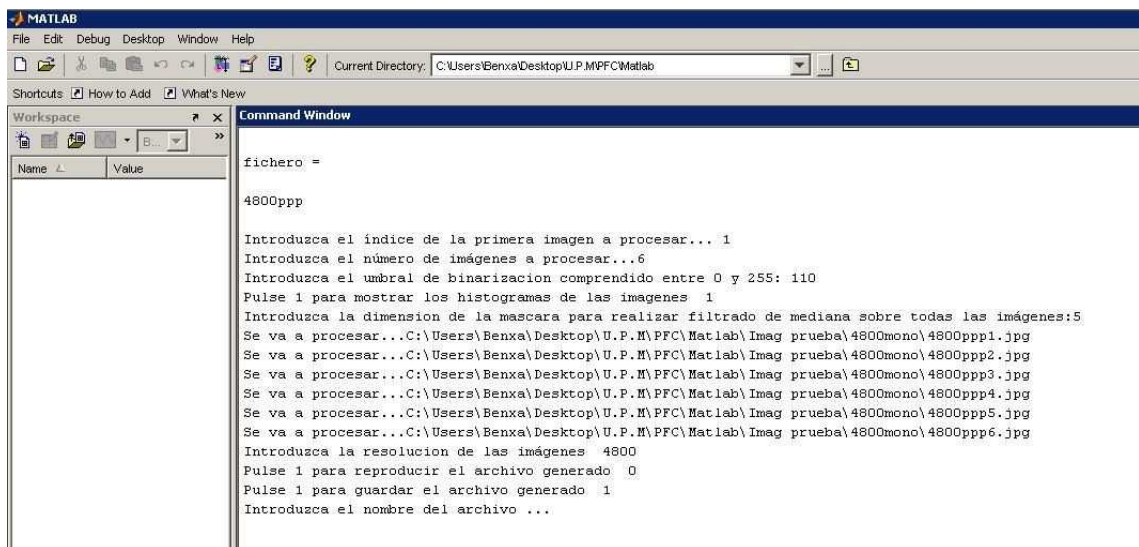 MATLAB
File Edit Debug Desktop Window Help
Current Directory: C:\Users\Benxa\Desktop\U.P.M\PFC\Matlab
Shortcuts How to Add What's New
Workspace
B...
Name Value
Command Window
fichero =
4800ppp
Introduzca el índice de la primera imagen a procesar... 1
Introduzca el número de imágenes a procesar...6
Introduzca el umbral de binarizacion comprendido entre 0 y 255: 110
Pulse 1 para mostrar los histogramas de las imagenes 1
Introduzca la dimension de la mascara para realizar filtrado de mediana sobre todas las imágenes:5
Se va a procesar...C:\Users\Benxa\Desktop\U.P.M\PFC\Matlab\Imag prueba\4800mono\4800ppp1.jpg
Se va a procesar...C:\Users\Benxa\Desktop\U.P.M\PFC\Matlab\Imag prueba\4800mono\4800ppp2.jpg
Se va a procesar...C:\Users\Benxa\Desktop\U.P.M\PFC\Matlab\Imag prueba\4800mono\4800ppp3.jpg
Se va a procesar...C:\Users\Benxa\Desktop\U.P.M\PFC\Matlab\Imag prueba\4800mono\4800ppp4.jpg
Se va a procesar...C:\Users\Benxa\Desktop\U.P.M\PFC\Matlab\Imag prueba\4800mono\4800ppp5.jpg
Se va a procesar...C:\Users\Benxa\Desktop\U.P.M\PFC\Matlab\Imag prueba\4800mono\4800ppp6.jpg
Introduzca la resolucion de las imágenes 4800
Pulse 1 para reproducir el archivo generado 0
Pulse 1 para guardar el archivo generado 1
Introduzca el nombre del archivo ...